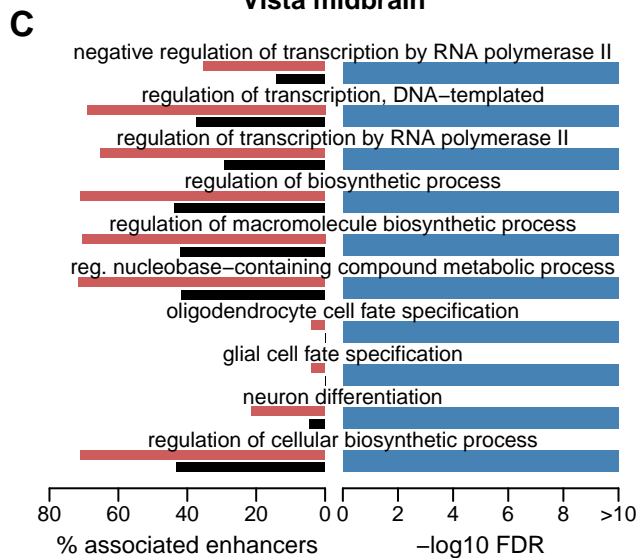 Vista midbrain
C
negative regulation of transcription by RNA polymerase II
regulation of transcription, DNA−templated
regulation of transcription by RNA polymerase II
regulation of biosynthetic process
regulation of macromolecule biosynthetic process
reg. nucleobase−containing compound metabolic process
oligodendrocyte cell fate specification
glial cell fate specification
neuron differentiation
regulation of cellular biosynthetic process
80 60 40 20 0 0 2 4 6 8 >10
% associated enhancers −log10 FDR